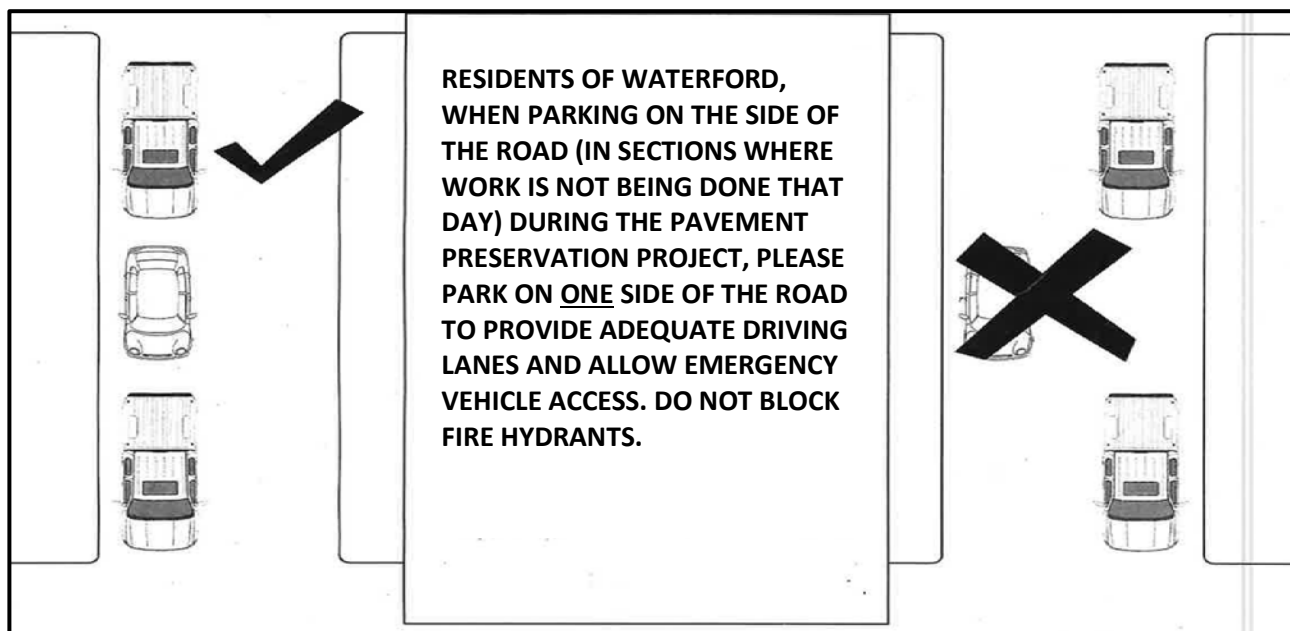 RESIDENTS OF WATERFORD,
WHEN PARKING ON THE SIDE OF
THE ROAD (IN SECTIONS WHERE
WORK IS NOT BEING DONE THAT
DAY) DURING THE PAVEMENT
PRESERVATION PROJECT, PLEASE
PARK ON ONE SIDE OF THE ROAD
TO PROVIDE ADEQUATE DRIVING
LANES AND ALLOW EMERGENCY
VEHICLE ACCESS. DO NOT BLOCK
FIRE HYDRANTS.